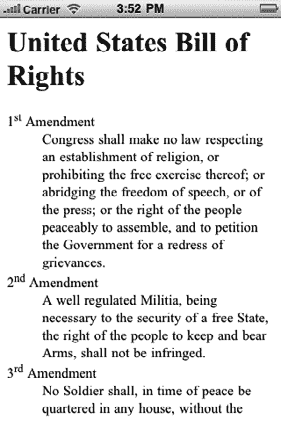 Carrier 3:52 PM
United States Bill of
Rights
1st Amendment
Congress shall make no law respecting
an establishment of religion, or
prohibiting the free exercise thereof; or
abridging the freedom of speech, or of
the press; or the right of the people
peaceably to assemble, and to petition
the Government for a redress of
grievances.
2nd Amendment
A well regulated Militia, being
necessary to the security of a free State,
the right of the people to keep and bear
Arms, shall not be infringed.
3rd Amendment
No Soldier shall, in time of peace be
quartered in any house, without the